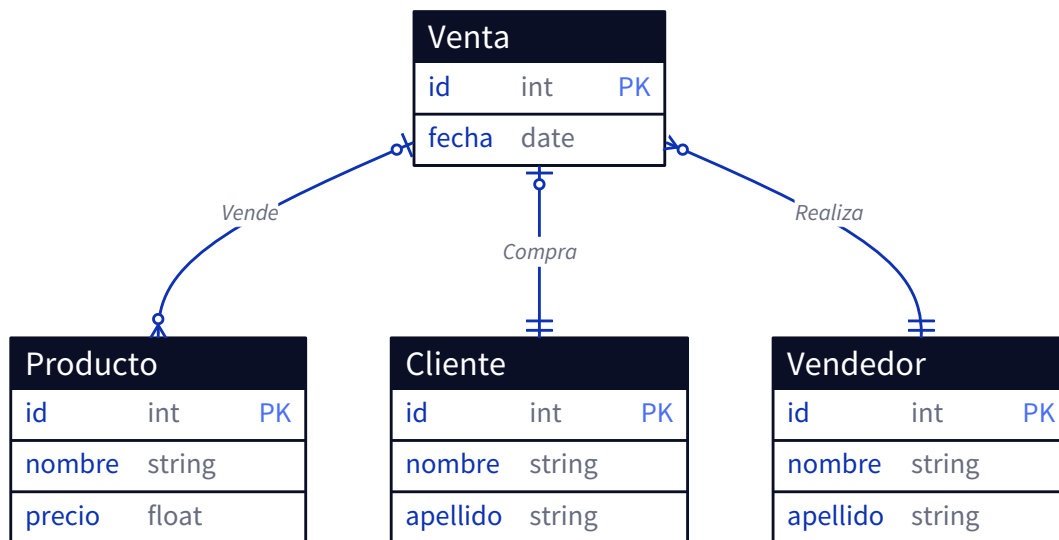 Venta
id int PK
fecha date
Vende
Realiza
Compra
Producto
id int PK
nombre string
precio float
Cliente
id int PK
nombre string
apellido string
Vendedor
id int PK
nombre string
apellido string